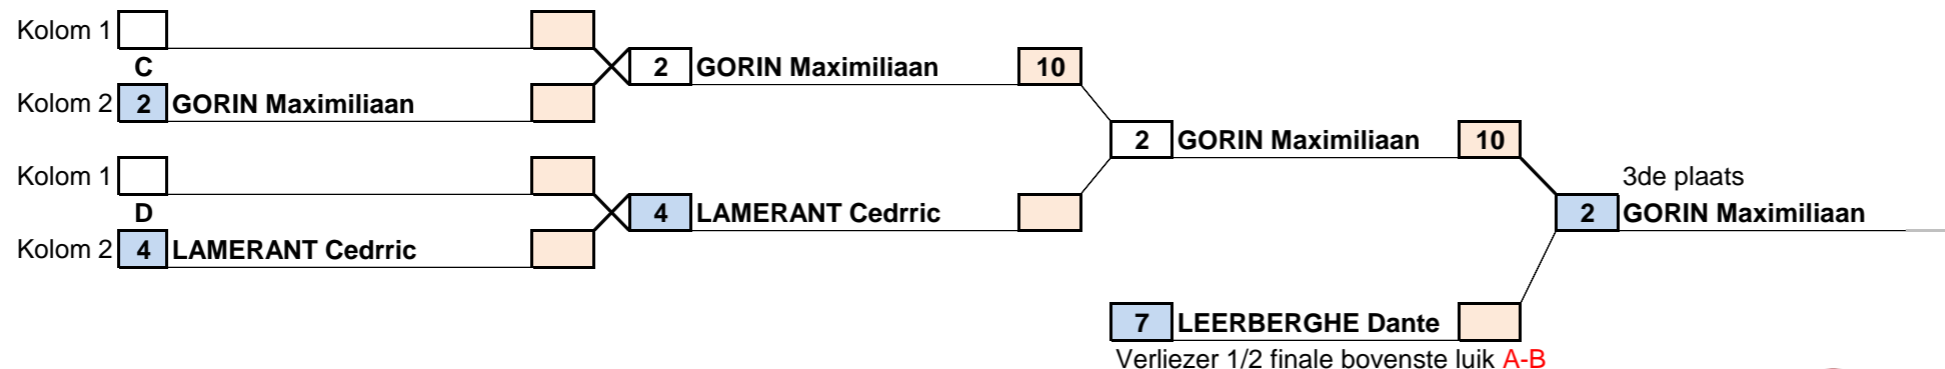 Kolom 1
C
2 GORIN Maximiliaan 10
Kolom 2 2 GORIN Maximiliaan
2 GORIN Maximiliaan 10
Kolom 1
3de plaats
D
4 LAMERANT Cedrric
2 GORIN Maximiliaan
Kolom 2 4 LAMERANT Cedrric
7 LEERBERGHE Dante
Verliezer 1/2 finale bovenste luik A-B